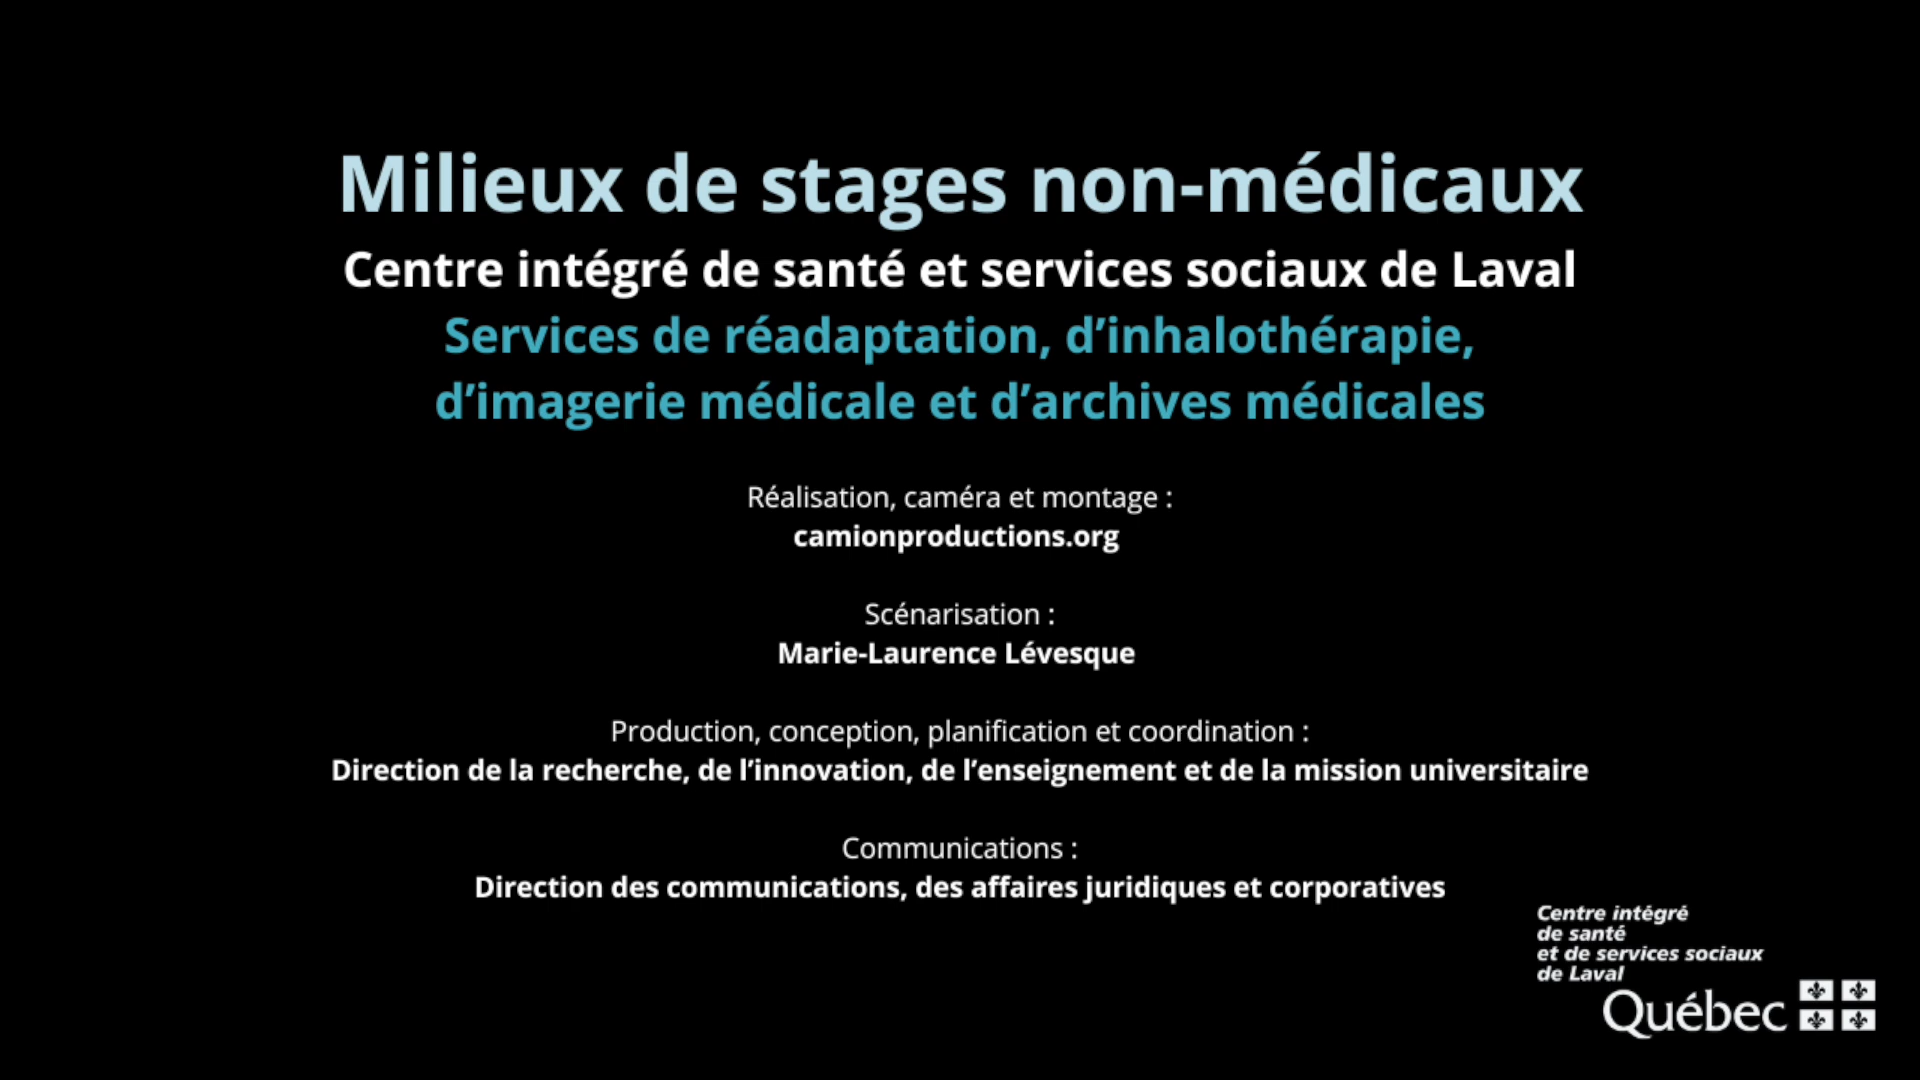 Milieux de stages non-médicaux
Centre intégré de santé et services sociaux de Laval
Services de réadaptation, d’inhalothérapie,
d’imagerie médicale et d’archives médicales
Réalisation, caméra et montage :
camionproductions.org
Scénarisation :
Marie-Laurence Lévesque
Production, conception, planification et coordination :
Direction de la recherche, de l’innovation, de l’enseignement et de la mission universitaire
Communications :
Direction des communications, des affaires juridiques et corporatives
Centre intégré
de santé
et de services sociaux
de Laval
Québec